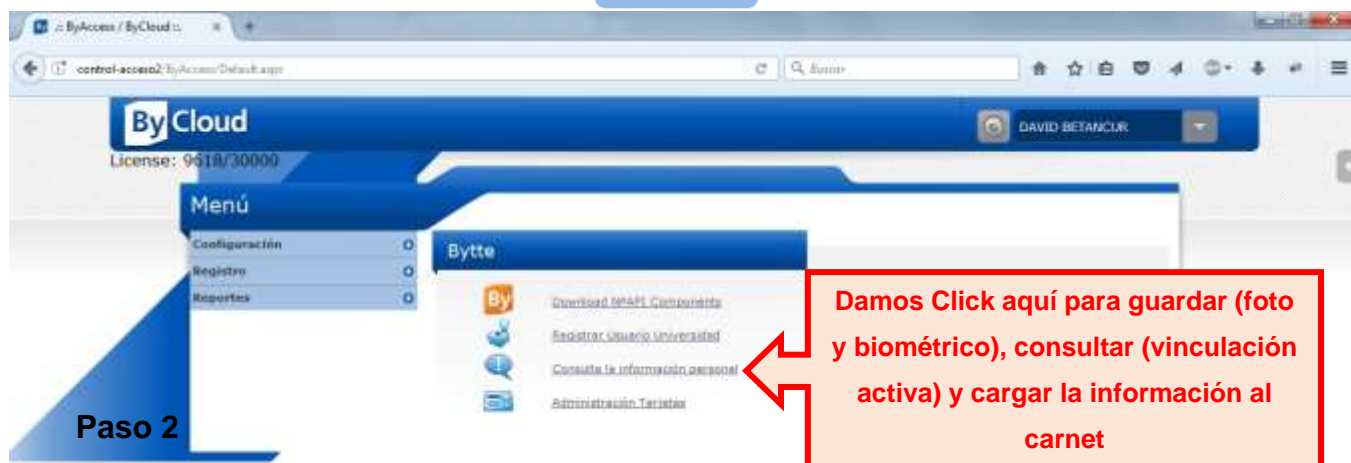 .:: ByAccess / ByCloud ::.
control-acceso2/ByAccess/Default.aspx
Buscar
By Cloud
DAVID BETANCUR
License: 9618/30000
Menú
Configuración
Registro
Reportes
Bytte
By
Download NPAPI Components
Registrar Usuario Universidad
Consulta la información personal
Administración Tarjetas
Damos Click aquí para guardar (foto
y biométrico), consultar (vinculación
activa) y cargar la información al
carnet
Paso 2